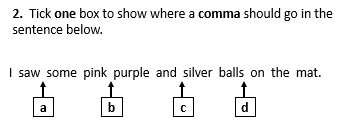 2. Tick one box to show where a comma should go in the
sentence below.
I saw some pink purple and silver balls on the mat.
a b c d